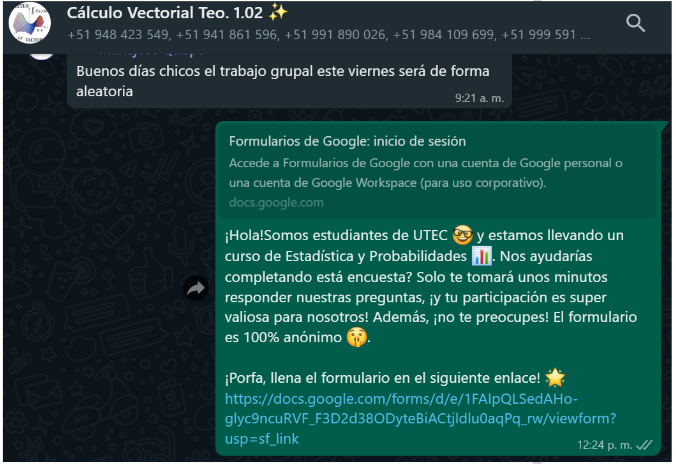 Cálculo Vectorial Teo. 1.02 ✨
+51 948 423 549, +51 941 861 596, +51 991 890 026, +51 984 109 699, +51 999 591 ...
Buenos días chicos el trabajo grupal este viernes será de forma
aleatoria
9:21 a. m.
Formularios de Google: inicio de sesión
Accede a Formularios de Google con una cuenta de Google personal o
una cuenta de Google Workspace (para uso corporativo).
docs.google.com
¡Hola!Somos estudiantes de UTEC 🤓 y estamos llevando un
curso de Estadística y Probabilidades 📊. Nos ayudarías
completando está encuesta? Solo te tomará unos minutos
responder nuestras preguntas, ¡y tu participación es super
valiosa para nosotros! Además, ¡no te preocupes! El formulario
es 100% anónimo 🤫.
¡Porfa, llena el formulario en el siguiente enlace! 🌟
https://docs.google.com/forms/d/e/1FAIpQLSedAHo-
glyc9ncuRVF_F3D2d38ODyteBiACtjIdlu0aqPq_rw/viewform?
usp=sf_link
12:24 p. m.